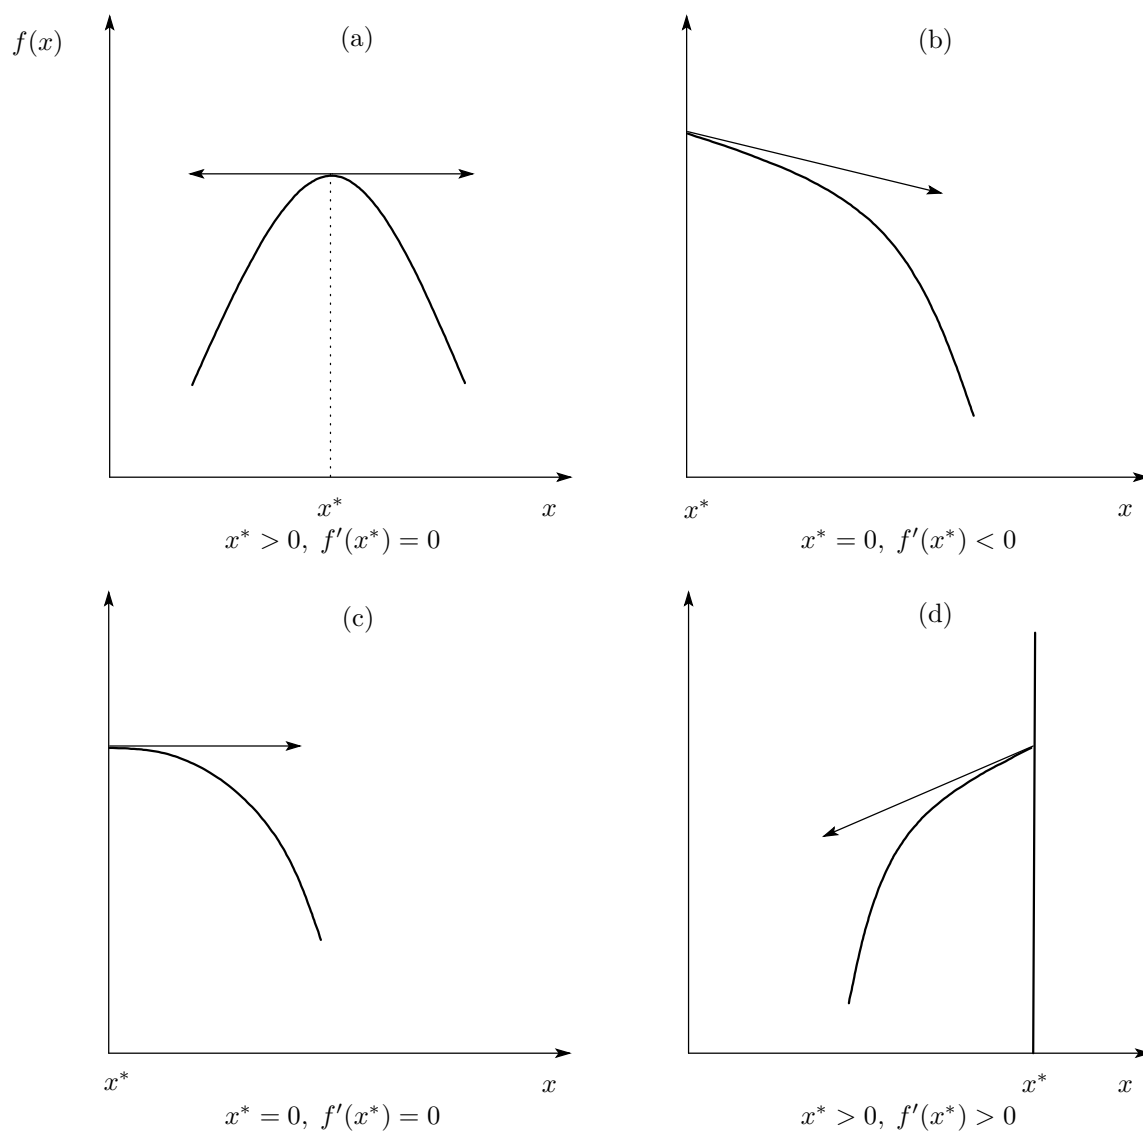 f(x)
(a)
x*
x
x* > 0, f′(x*) = 0
(b)
x*
x
x* = 0, f′(x*) < 0
(c)
x*
x
x* = 0, f′(x*) = 0
(d)
x*
x
x* > 0, f′(x*) > 0